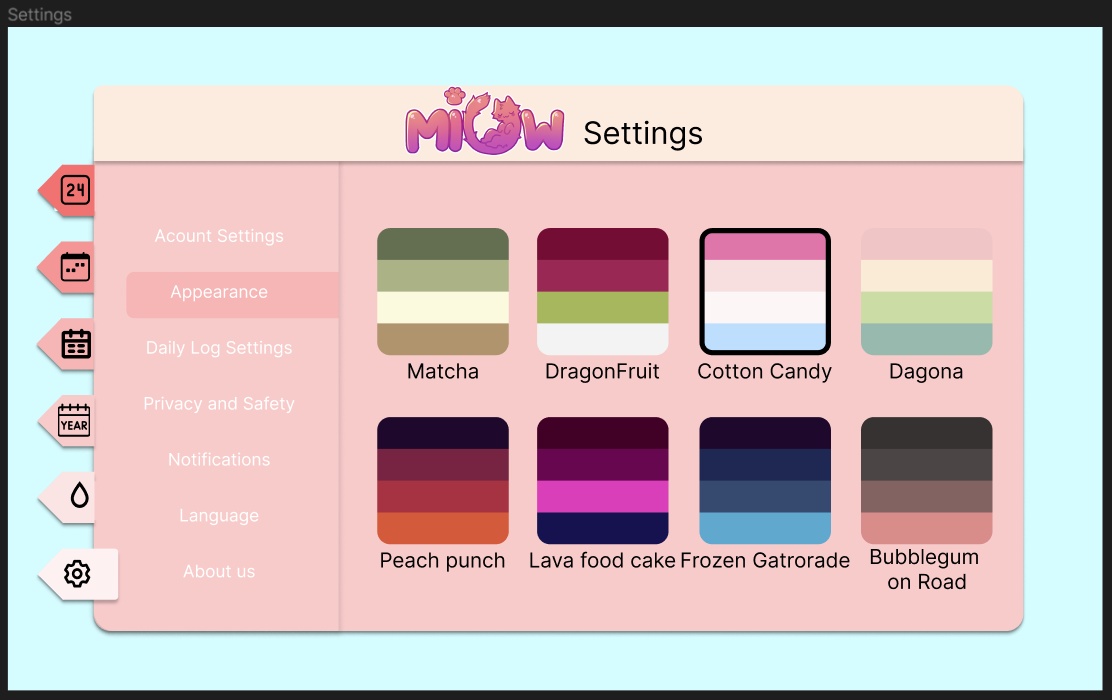 Settings
MiOW Settings
24
YEAR
Acount Settings
Appearance
Daily Log Settings
Privacy and Safety
Notifications
Language
About us
Matcha
DragonFruit
Cotton Candy
Dagona
Peach punch
Lava food cake
Frozen Gatrorade
Bubblegum
on Road